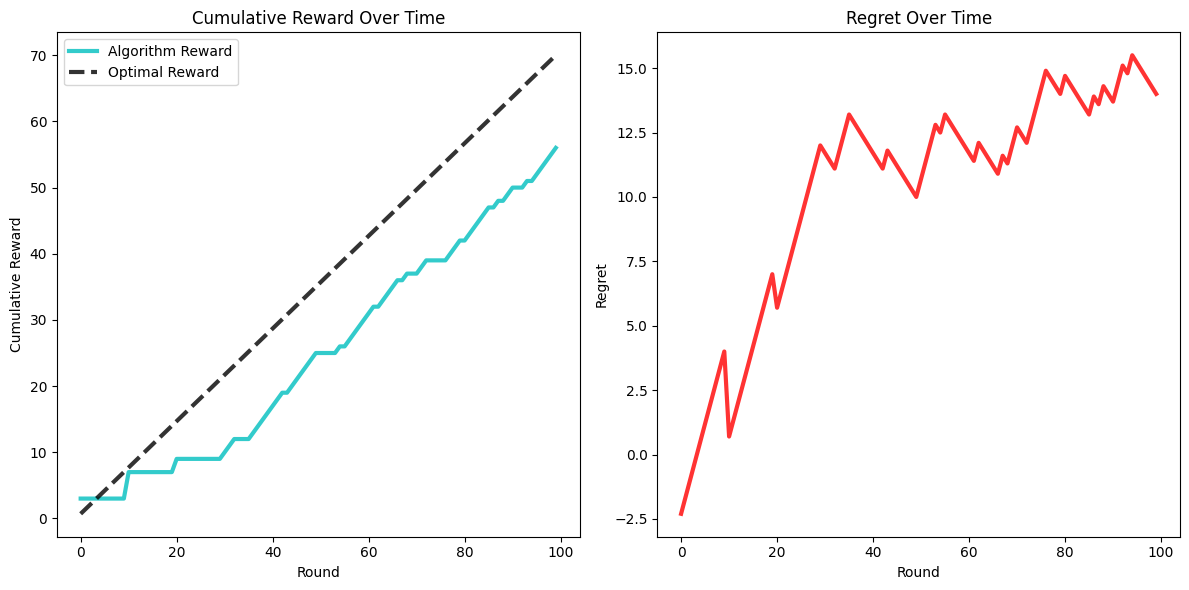 Cumulative Reward Over Time
Algorithm Reward
Optimal Reward
Cumulative Reward
70
60
50
40
30
20
10
0
0 20 40 60 80 100
Round
Regret Over Time
Regret
15.0
12.5
10.0
7.5
5.0
2.5
0.0
−2.5
0 20 40 60 80 100
Round